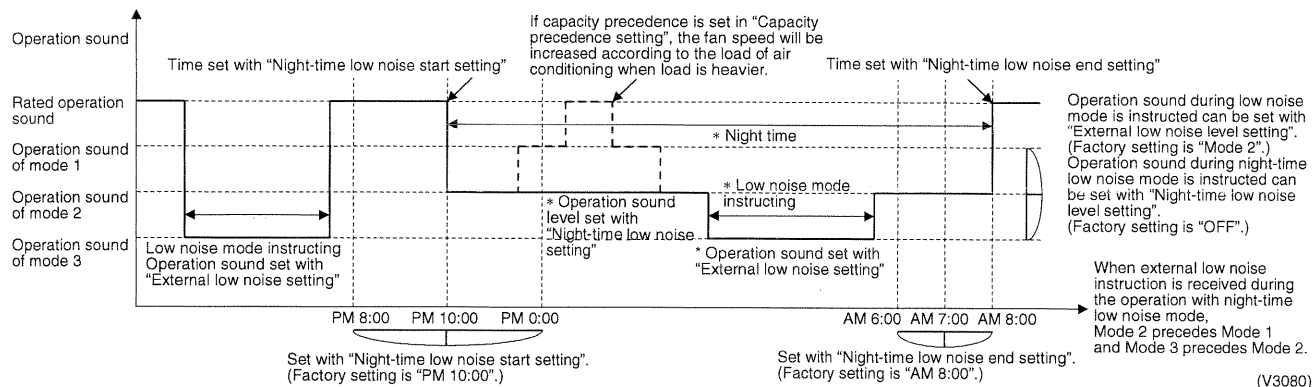 If capacity precedence is set in “Capacity
precedence setting”, the fan speed will be
increased according to the load of air
conditioning when load is heavier.
Operation sound
Time set with “Night-time low noise start setting”
Time set with “Night-time low noise end setting”
Rated operation
sound
Operation sound
of mode 1
Operation sound
of mode 2
Operation sound
of mode 3
* Night time
* Low noise mode
instructing
* Operation sound
level set with
“Night-time low noise
setting”
* Operation sound set with
“External low noise setting”
Low noise mode instructing
Operation sound set with
“External low noise setting”
Operation sound during low noise
mode is instructed can be set with
“External low noise level setting”.
(Factory setting is “Mode 2”.)
Operation sound during night-time
low noise mode is instructed can
be set with “Night-time low noise
level setting”.
(Factory setting is “OFF”.)
PM 8:00 PM 10:00 PM 0:00
AM 6:00 AM 7:00 AM 8:00
Set with “Night-time low noise start setting”.
(Factory setting is “PM 10:00”.)
Set with “Night-time low noise end setting”.
(Factory setting is “AM 8:00”.)
When external low noise
instruction is received during
the operation with night-time
low noise mode,
Mode 2 precedes Mode 1
and Mode 3 precedes Mode 2.
(V3080)